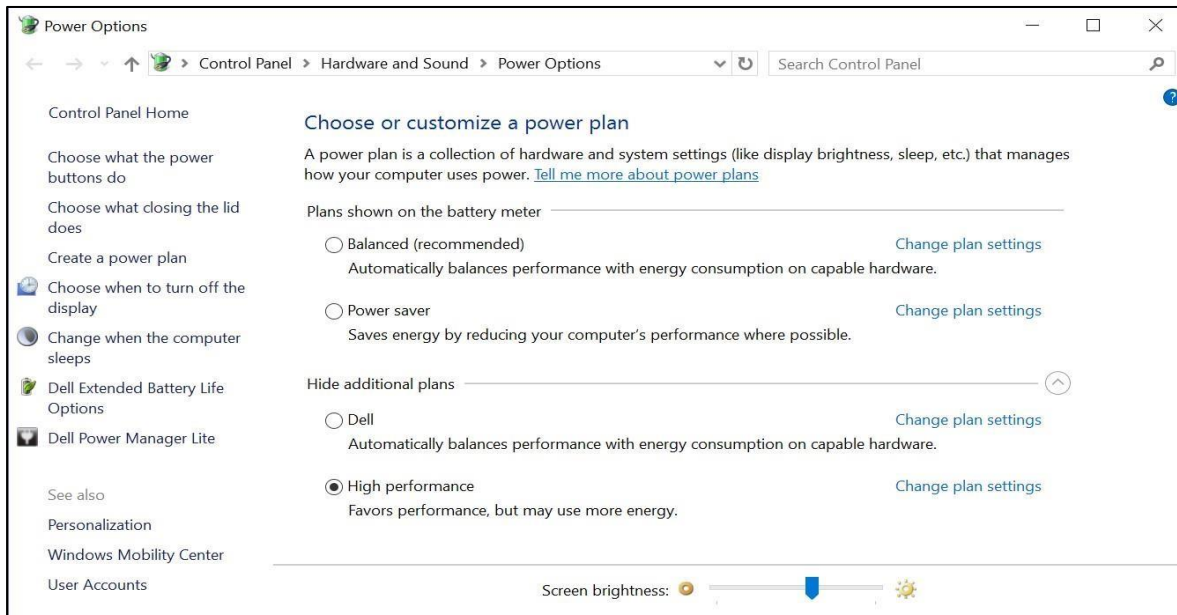 Power Options
Control Panel > Hardware and Sound > Power Options
Search Control Panel
?
Control Panel Home
Choose what the power
buttons do
Choose what closing the lid
does
Create a power plan
Choose when to turn off the
display
Change when the computer
sleeps
Dell Extended Battery Life
Options
Dell Power Manager Lite
See also
Personalization
Windows Mobility Center
User Accounts
Choose or customize a power plan
A power plan is a collection of hardware and system settings (like display brightness, sleep, etc.) that manages
how your computer uses power. Tell me more about power plans
Plans shown on the battery meter
Balanced (recommended) Change plan settings
Automatically balances performance with energy consumption on capable hardware.
Power saver Change plan settings
Saves energy by reducing your computer's performance where possible.
Hide additional plans
Dell Change plan settings
Automatically balances performance with energy consumption on capable hardware.
High performance Change plan settings
Favors performance, but may use more energy.
Screen brightness: